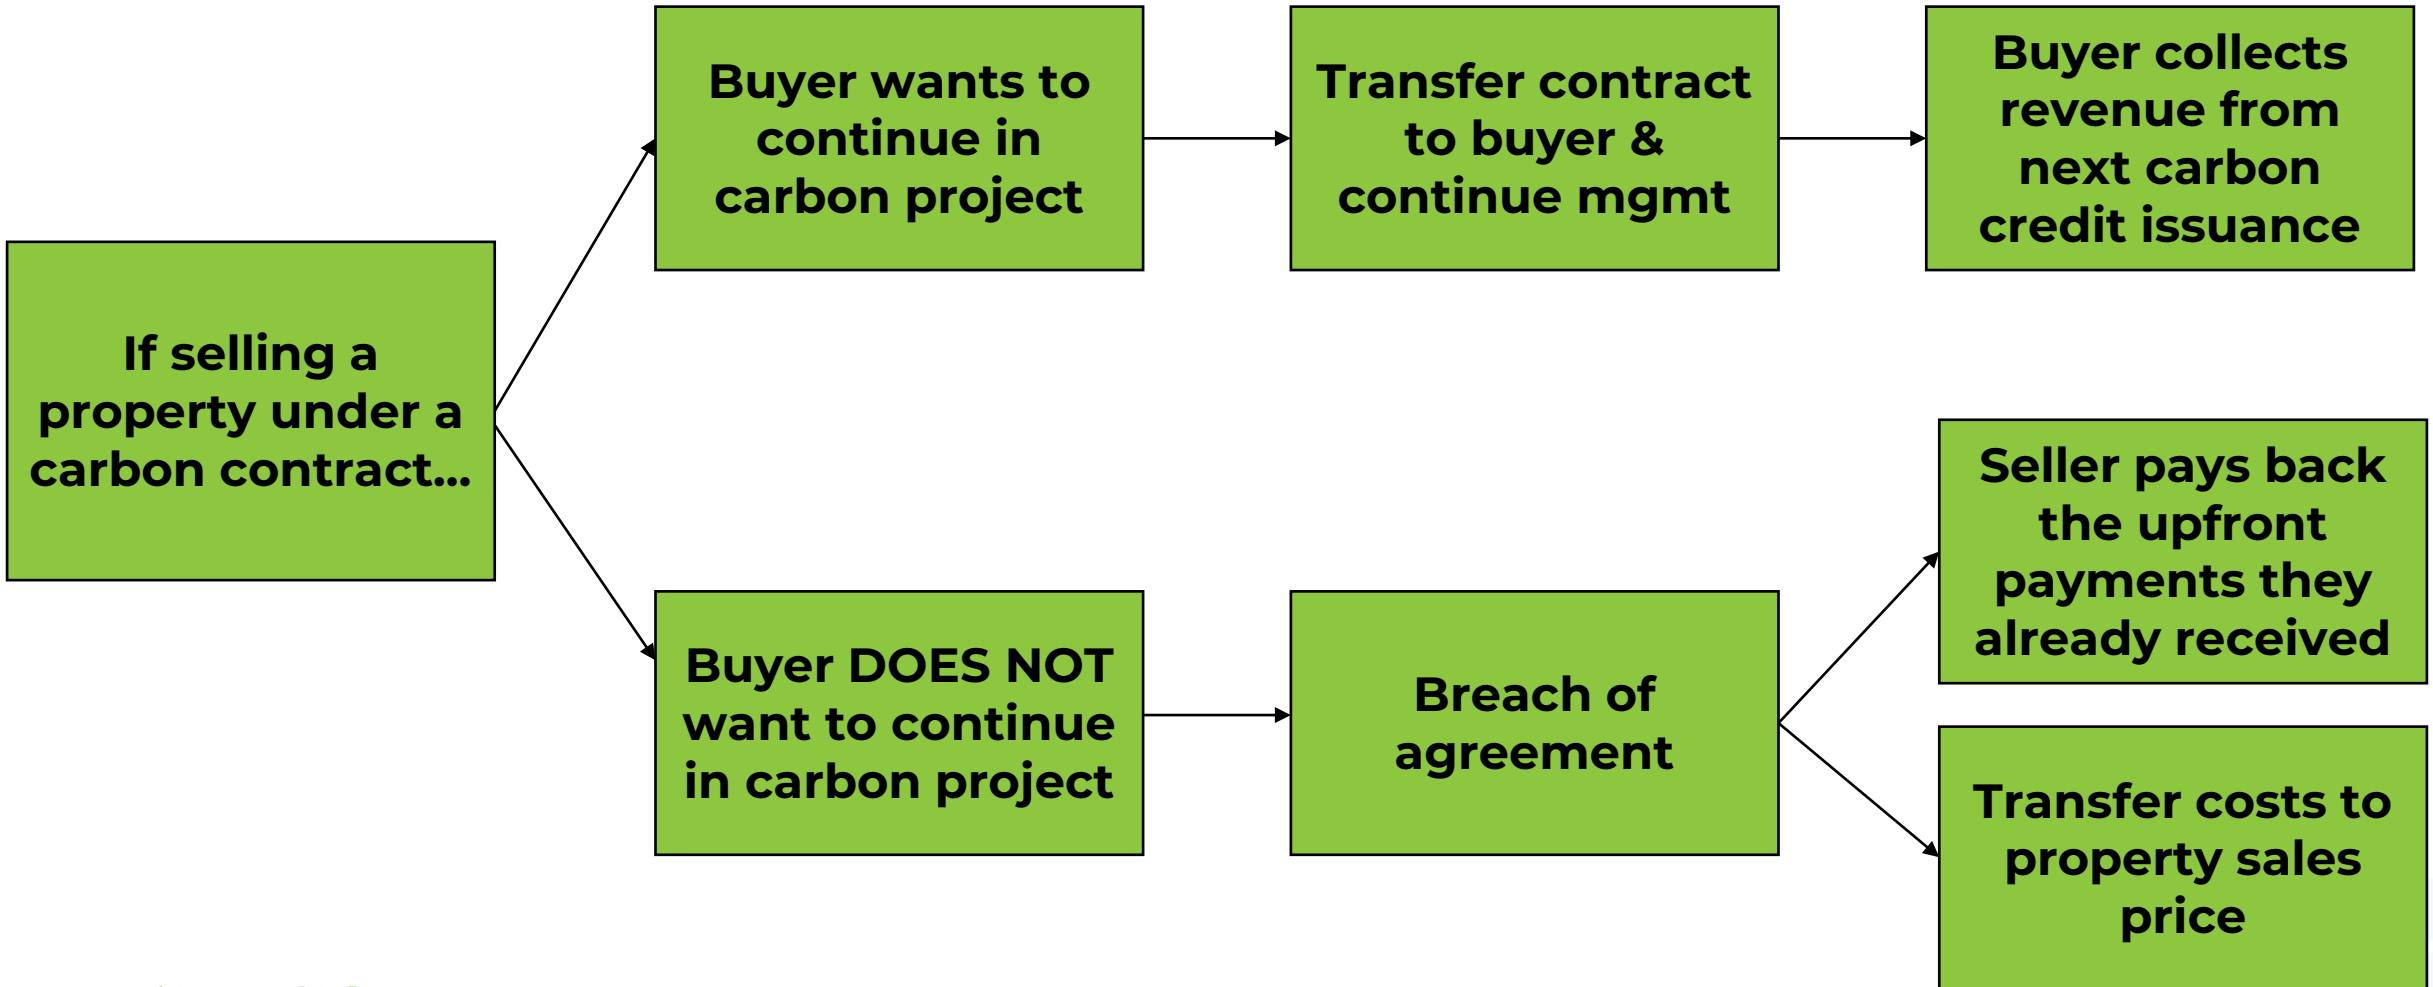 If selling a
property under a
carbon contract...
Buyer wants to
continue in
carbon project
Transfer contract
to buyer &
continue mgmt
Buyer collects
revenue from
next carbon
credit issuance
Buyer DOES NOT
want to continue
in carbon project
Breach of
agreement
Seller pays back
the upfront
payments they
already received
Transfer costs to
property sales
price